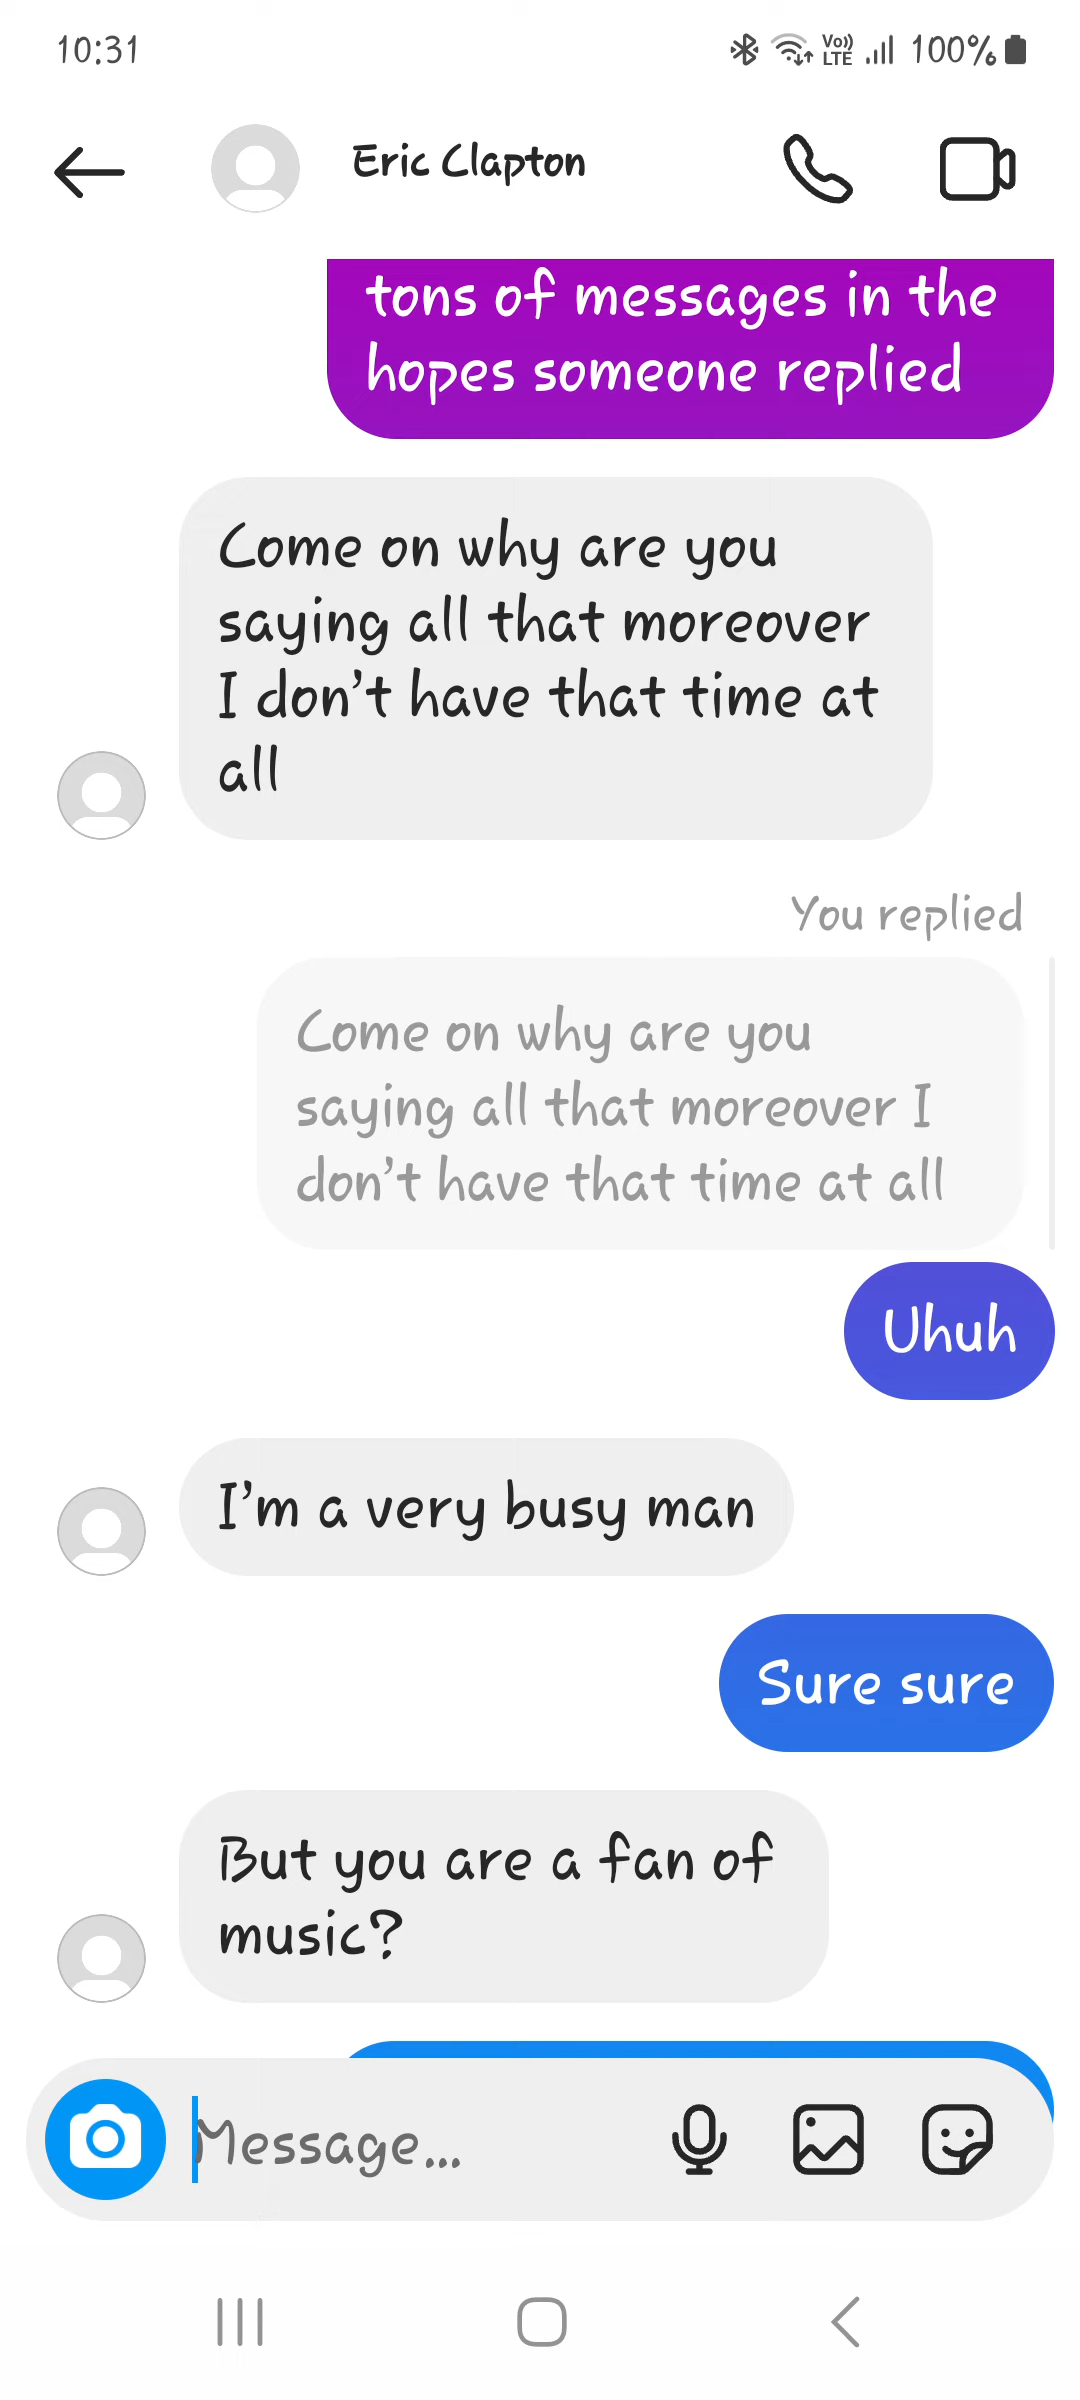 10:31
Vo)) LTE
100%
Eric Clapton
tons of messages in the
hopes someone replied
Come on why are you
saying all that moreover
I don't have that time at
all
You replied
Come on why are you
saying all that moreover I
don't have that time at all
Uhuh
I'm a very busy man
Sure sure
But you are a fan of
music?
Message...